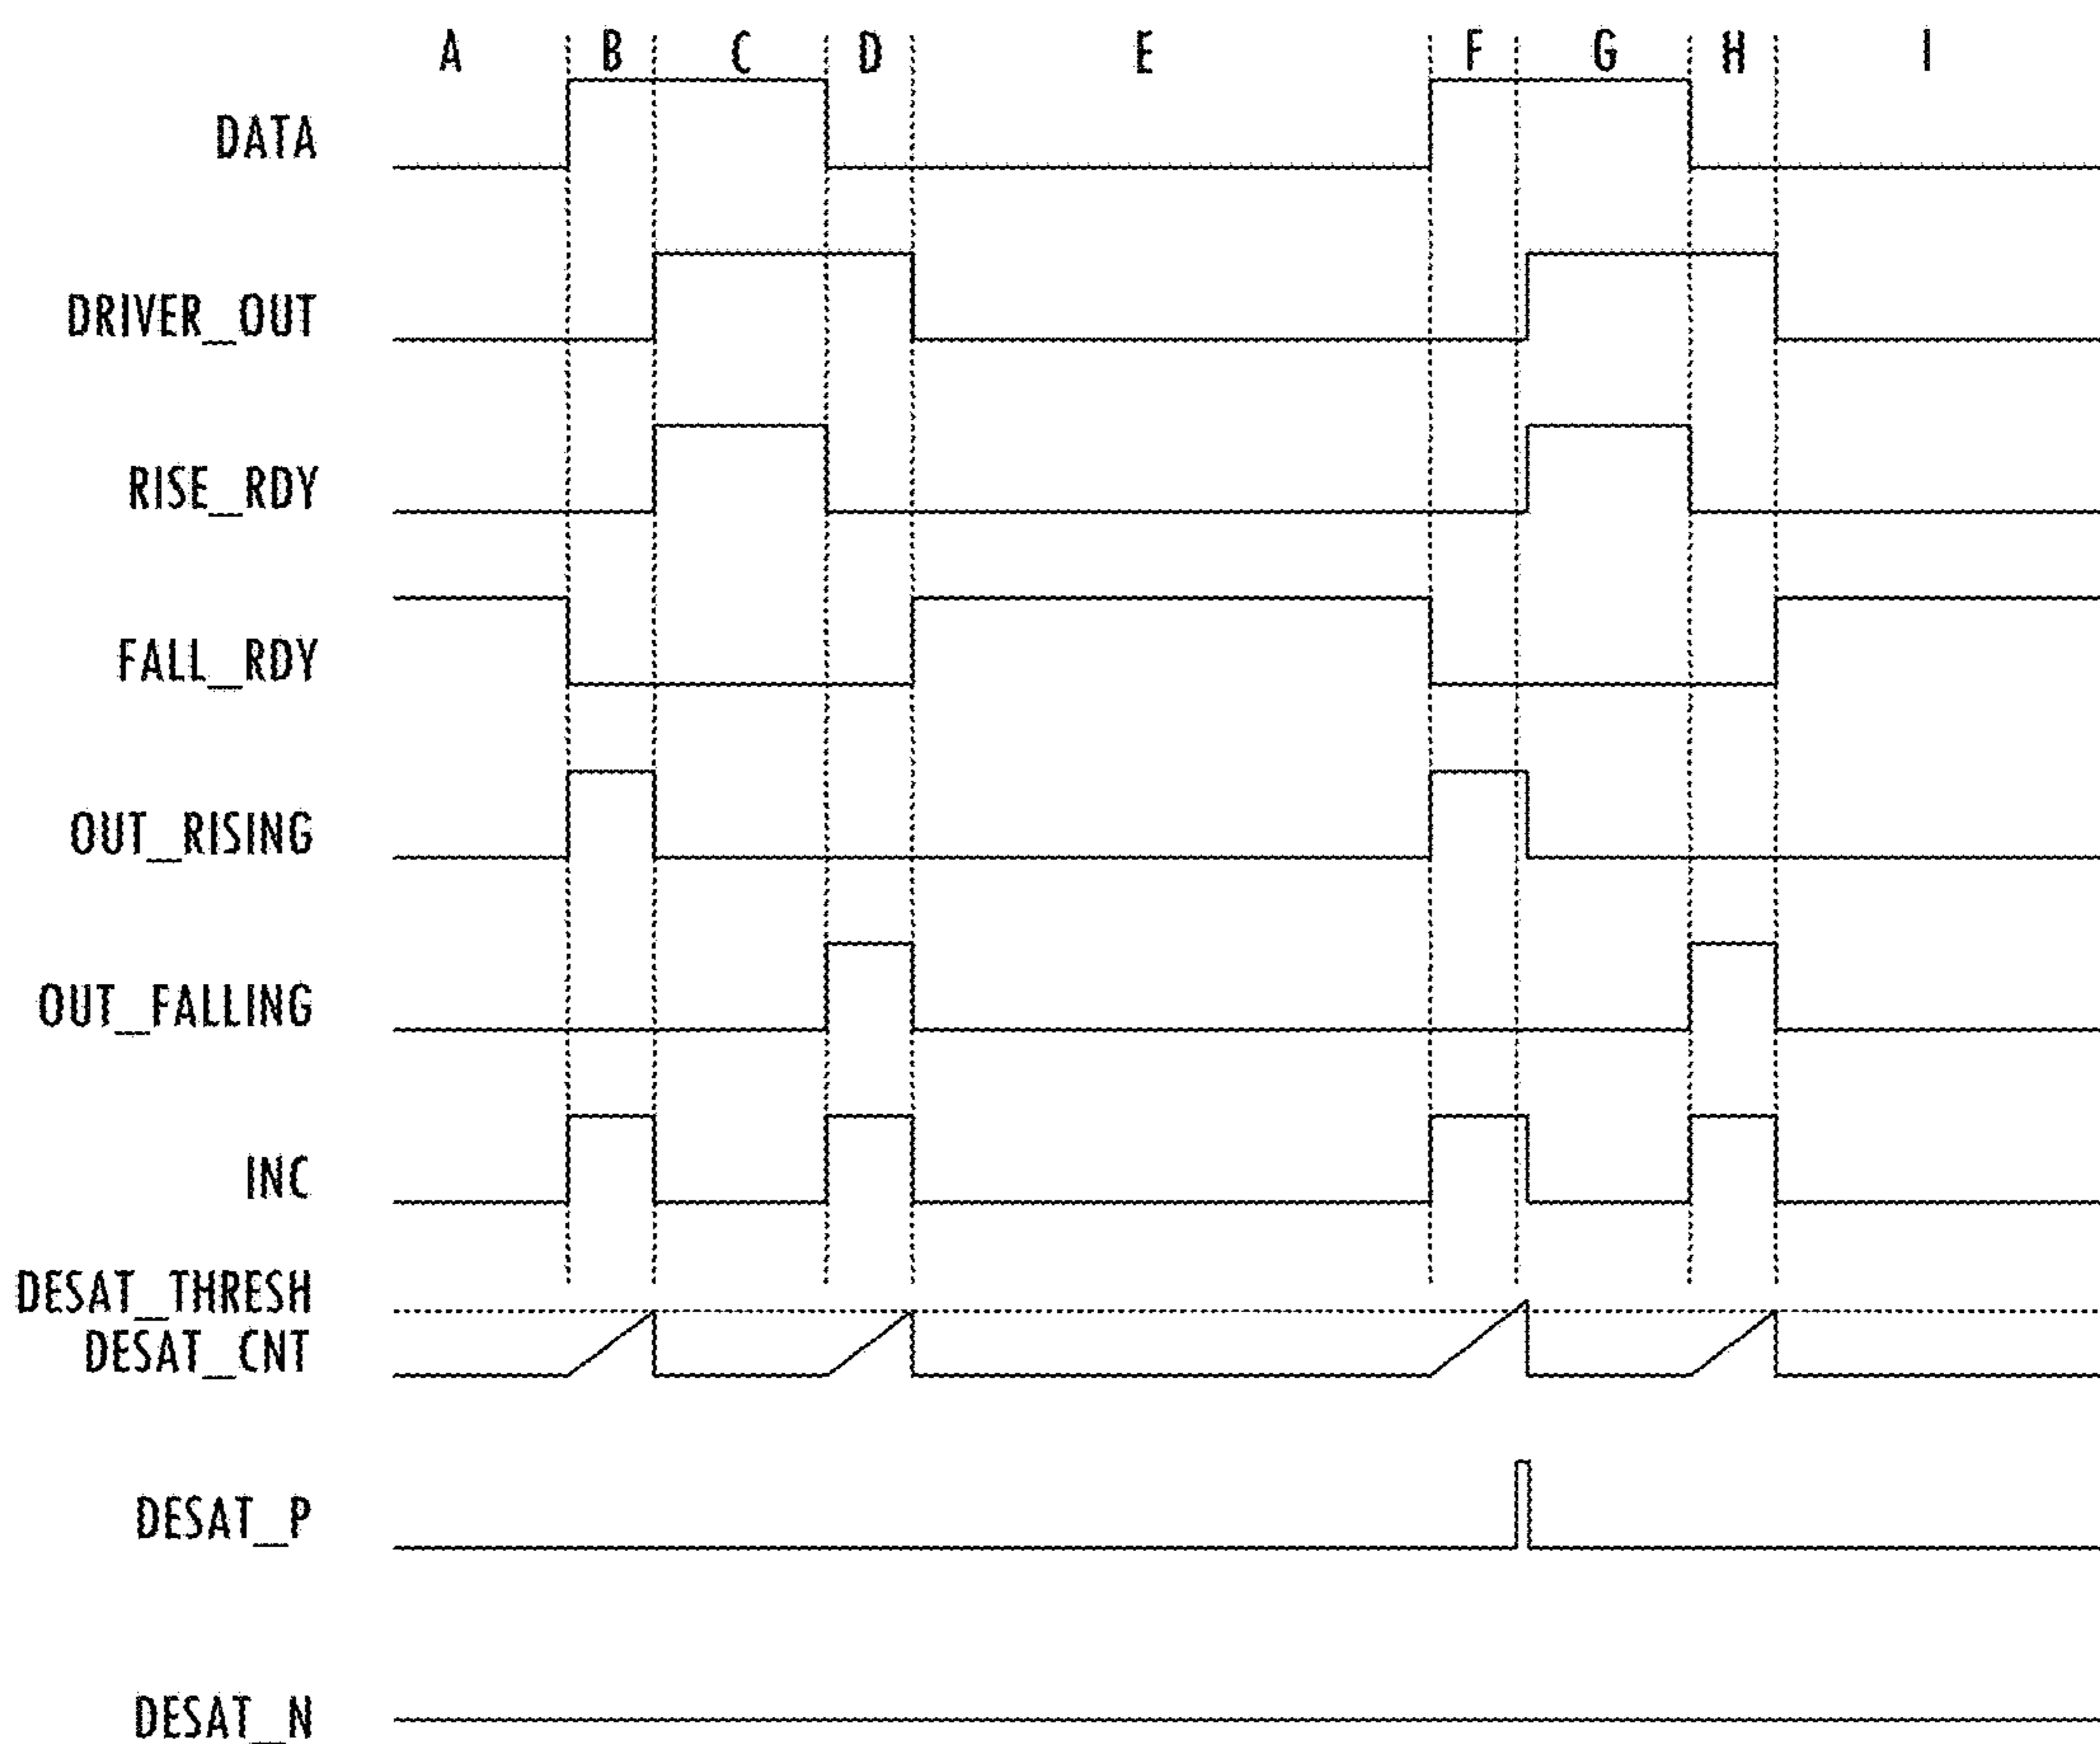 A B C D E F G H I
DATA
DRIVER_OUT
RISE_RDY
FALL_RDY
OUT_RISING
OUT_FALLING
INC
DESAT_THRESH
DESAT_CNT
DESAT_P
DESAT_N